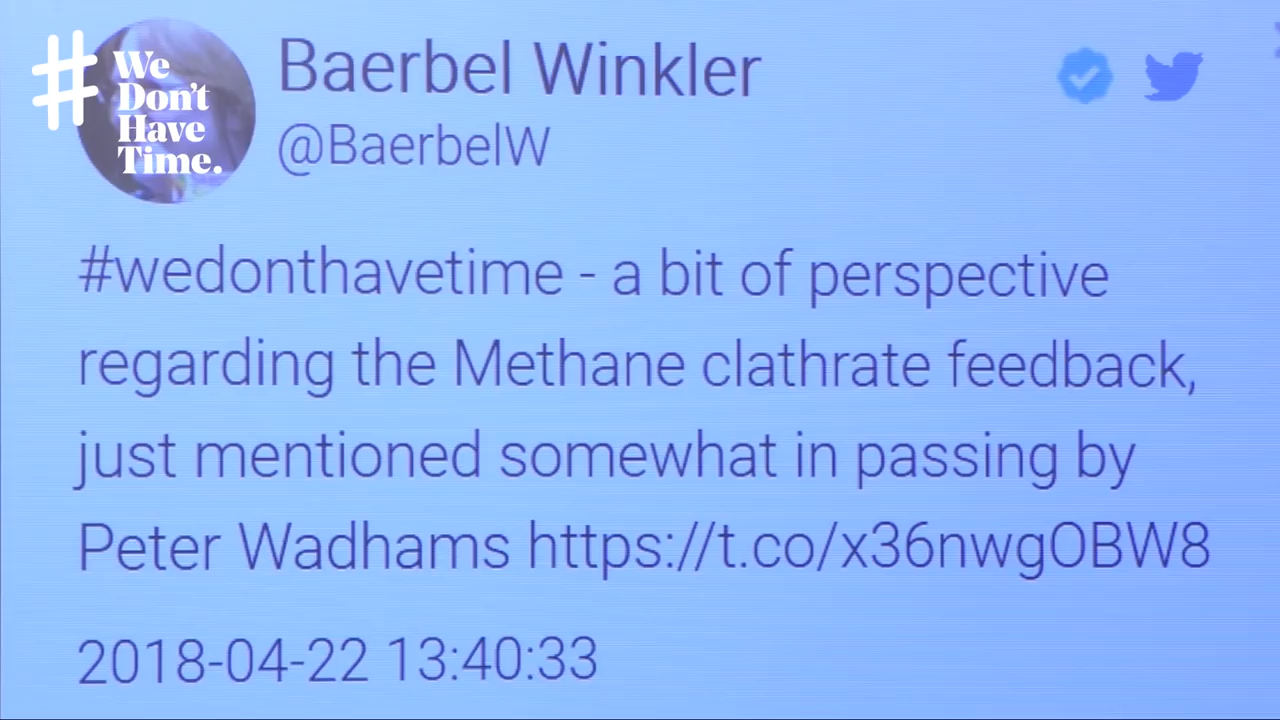 #
We
Don't
Have
Time.
Baerbel Winkler
@BaerbelW
#wedonthavetime - a bit of perspective
regarding the Methane clathrate feedback,
just mentioned somewhat in passing by
Peter Wadhams https://t.co/x36nwgOBW8
2018-04-22 13:40:33